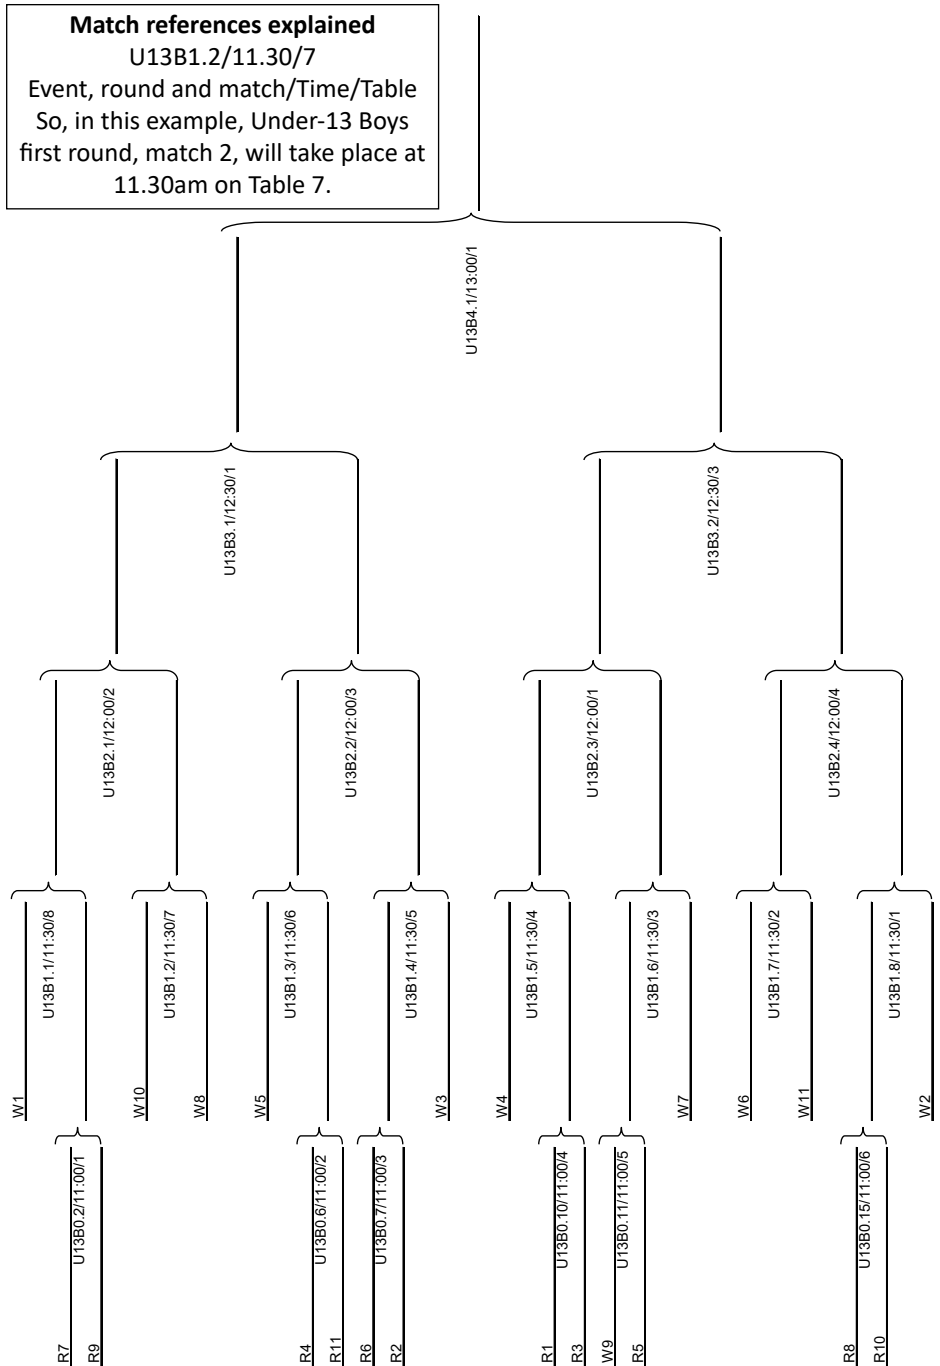 Match references explained
U13B1.2/11.30/7
Event, round and match/Time/Table
So, in this example, Under-13 Boys
first round, match 2, will take place at
11.30am on Table 7.
U13B4.1/13:00/1
U13B3.1/12:30/1
U13B3.2/12:30/3
U13B2.1/12:00/2
U13B2.2/12:00/3
U13B2.3/12:00/1
U13B2.4/12:00/4
W1
U13B1.1/11:30/8
W10
U13B1.2/11:30/7
W8
W5
U13B1.3/11:30/6
U13B1.4/11:30/5
W3
W4
U13B1.5/11:30/4
U13B1.6/11:30/3
W7
W6
U13B1.7/11:30/2
W11
U13B1.8/11:30/1
W2
R7
U13B0.2/11:00/1
R9
R4
U13B0.6/11:00/2
R11
R6
U13B0.7/11:00/3
R2
R1
U13B0.10/11:00/4
R3
W9
U13B0.11/11:00/5
R5
R8
U13B0.15/11:00/6
R10